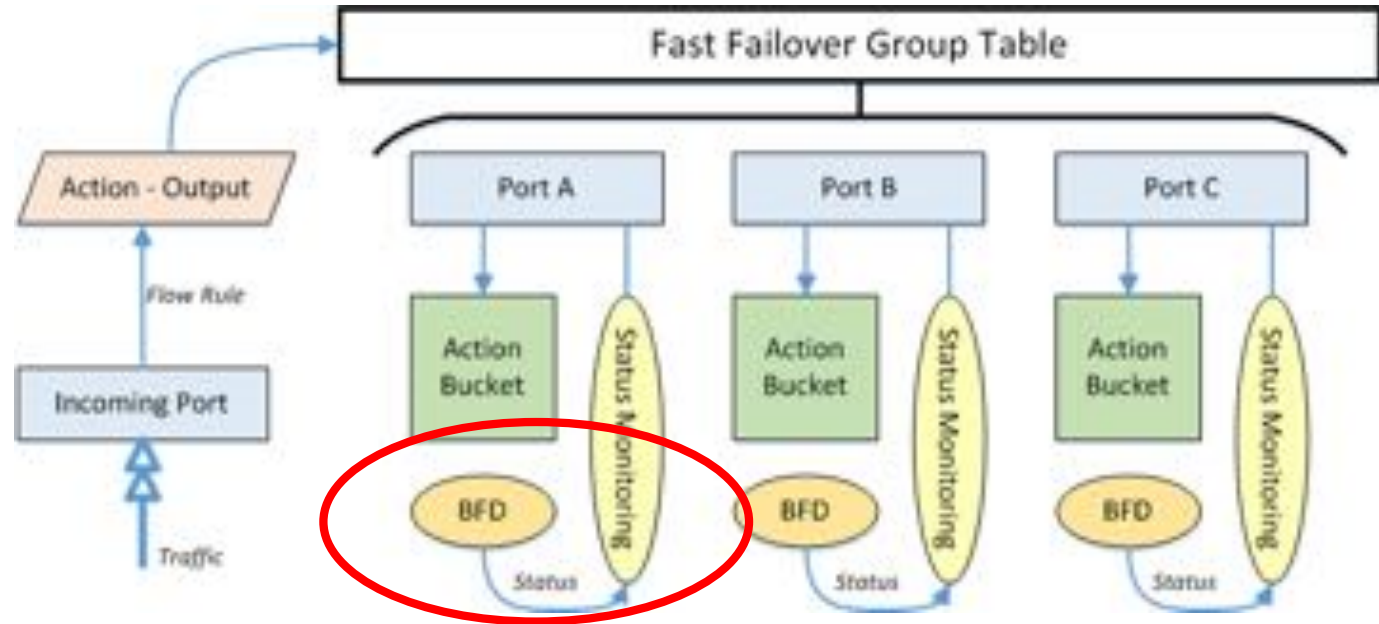 Fast Failover Group Table
Action - Output
Port A
Port B
Port C
Flow Rule
Action
Bucket
Status Monitoring
Action
Bucket
Status Monitoring
Action
Bucket
Status Monitoring
Incoming Port
BFD
BFD
BFD
Traffic
Status
Status
Status